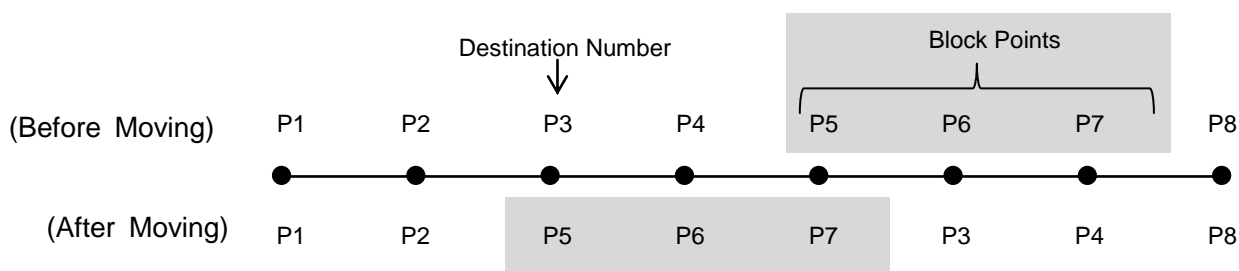 Block Points
Destination Number
(Before Moving) P1 P2 P3 P4 P5 P6 P7 P8
(After Moving) P1 P2 P5 P6 P7 P3 P4 P8